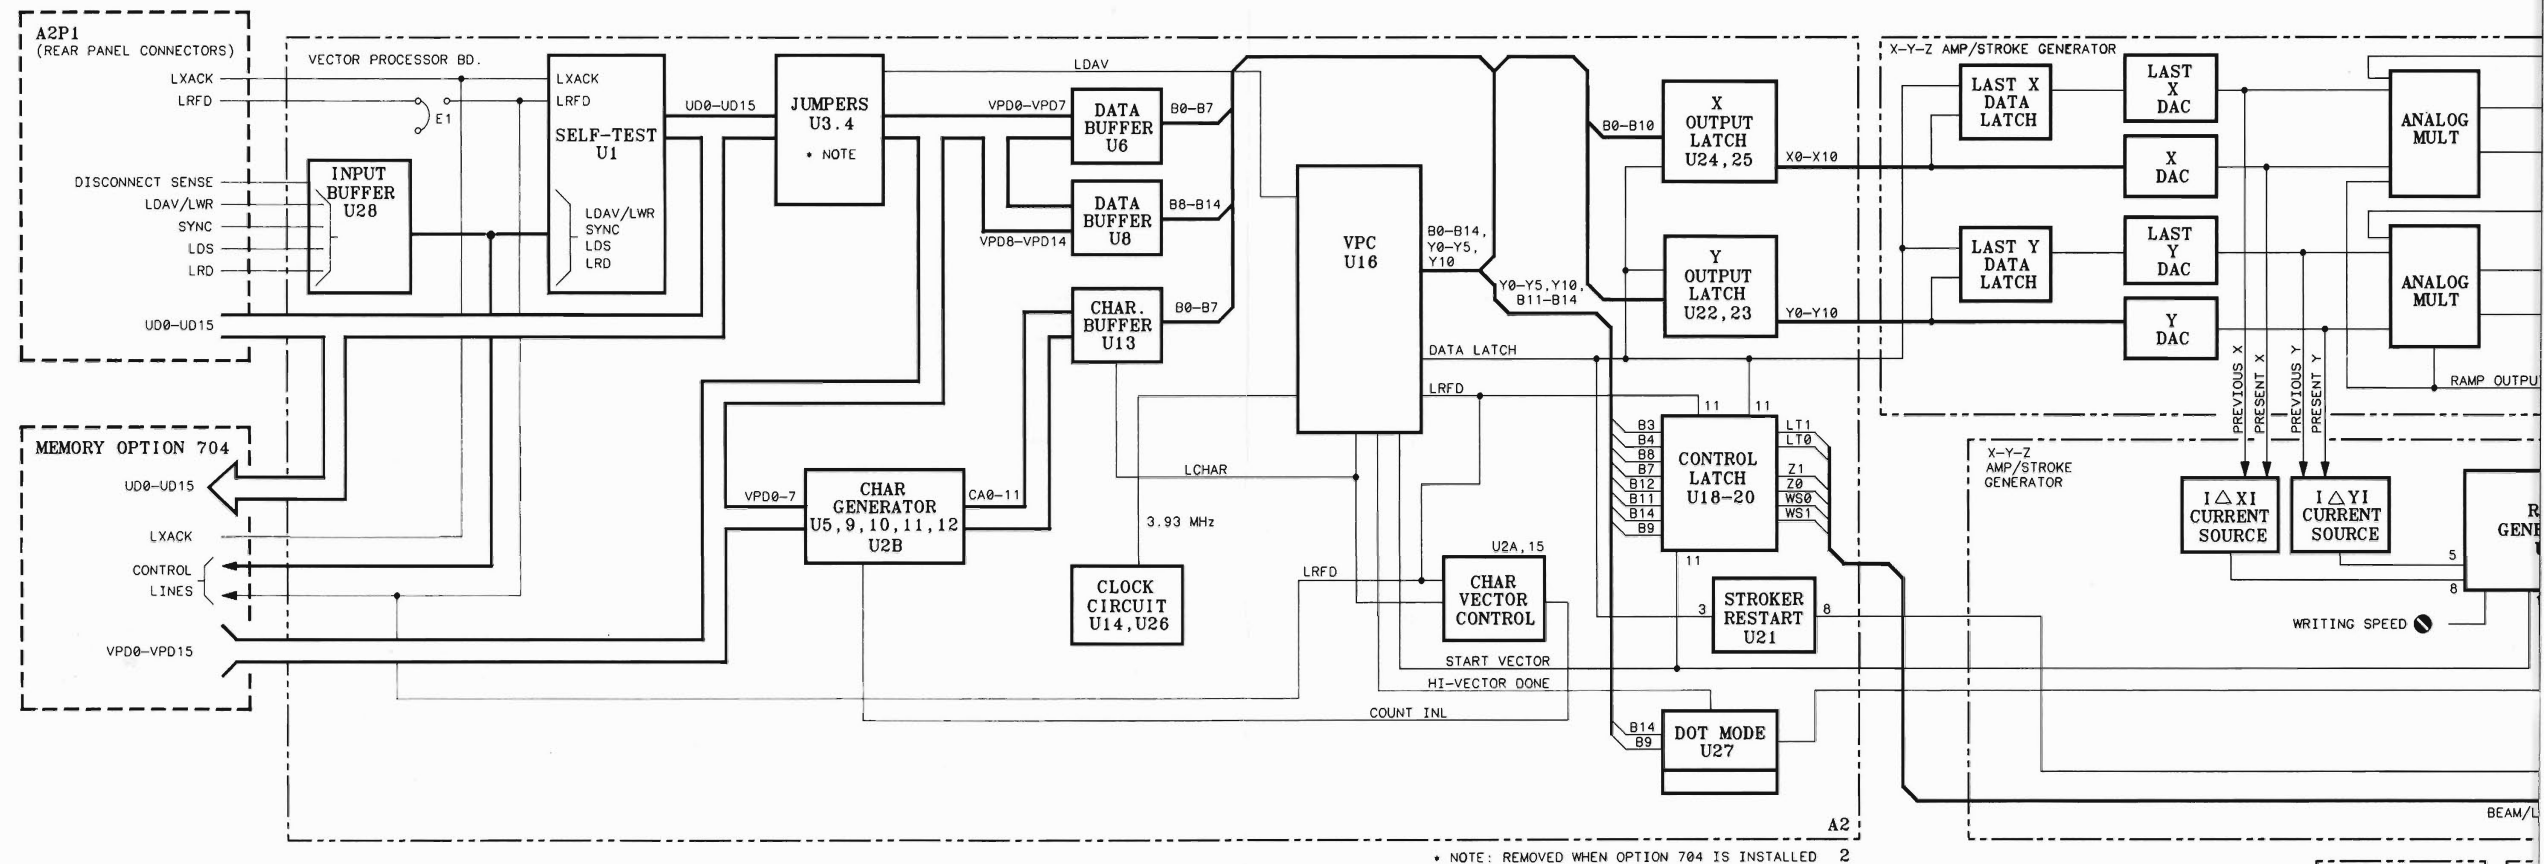 A2P1
(REAR PANEL CONNECTORS)
LXACK
LRFD
DISCONNECT SENSE
LDAV/LWR
SYNC
LDS
LRD
UD0-UD15
MEMORY OPTION 704
UD0-UD15
LXACK
CONTROL
LINES
VPD0-VPD15
VECTOR PROCESSOR BD.
E1
INPUT
BUFFER
U28
LXACK
LRFD
SELF-TEST
U1
LDAV/LWR
SYNC
LDS
LRD
UD0-UD15
JUMPERS
U3.4
* NOTE
LDAV
VPD0-VPD7
VPD8-VPD14
DATA
BUFFER
U6
B0-B7
DATA
BUFFER
U8
B8-B14
CHAR.
BUFFER
U13
B0-B7
VPD0-7
CHAR
GENERATOR
U5,9,10,11,12
U2B
CA0-11
LCHAR
3.93 MHz
CLOCK
CIRCUIT
U14,U26
VPC
U16
B0-B14,
Y0-Y5,
Y10
Y0-Y5,Y10,
B11-B14
DATA LATCH
LRFD
LRFD
U2A,15
CHAR
VECTOR
CONTROL
START VECTOR
HI-VECTOR DONE
COUNT INL
B0-B10
X
OUTPUT
LATCH
U24,25
X0-X10
Y
OUTPUT
LATCH
U22,23
Y0-Y10
11
11
B3
B4
B8
B7
B12
B11
B14
B9
CONTROL
LATCH
U18-20
LT1
LT0
Z1
Z0
WS0
WS1
11
3
STROKER
RESTART
U21
8
B14
B9
DOT MODE
U27
A2
* NOTE: REMOVED WHEN OPTION 704 IS INSTALLED
2
X-Y-Z AMP/STROKE GENERATOR
LAST X
DATA
LATCH
LAST
X
DAC
X
DAC
ANALOG
MULT
LAST Y
DATA
LATCH
LAST
Y
DAC
Y
DAC
ANALOG
MULT
RAMP OUTPU
PREVIOUS X
PRESENT X
PREVIOUS Y
PRESENT Y
X-Y-Z
AMP/STROKE
GENERATOR
I△XI
CURRENT
SOURCE
I△YI
CURRENT
SOURCE
5
8
R
GENE
WRITING SPEED
BEAM/L